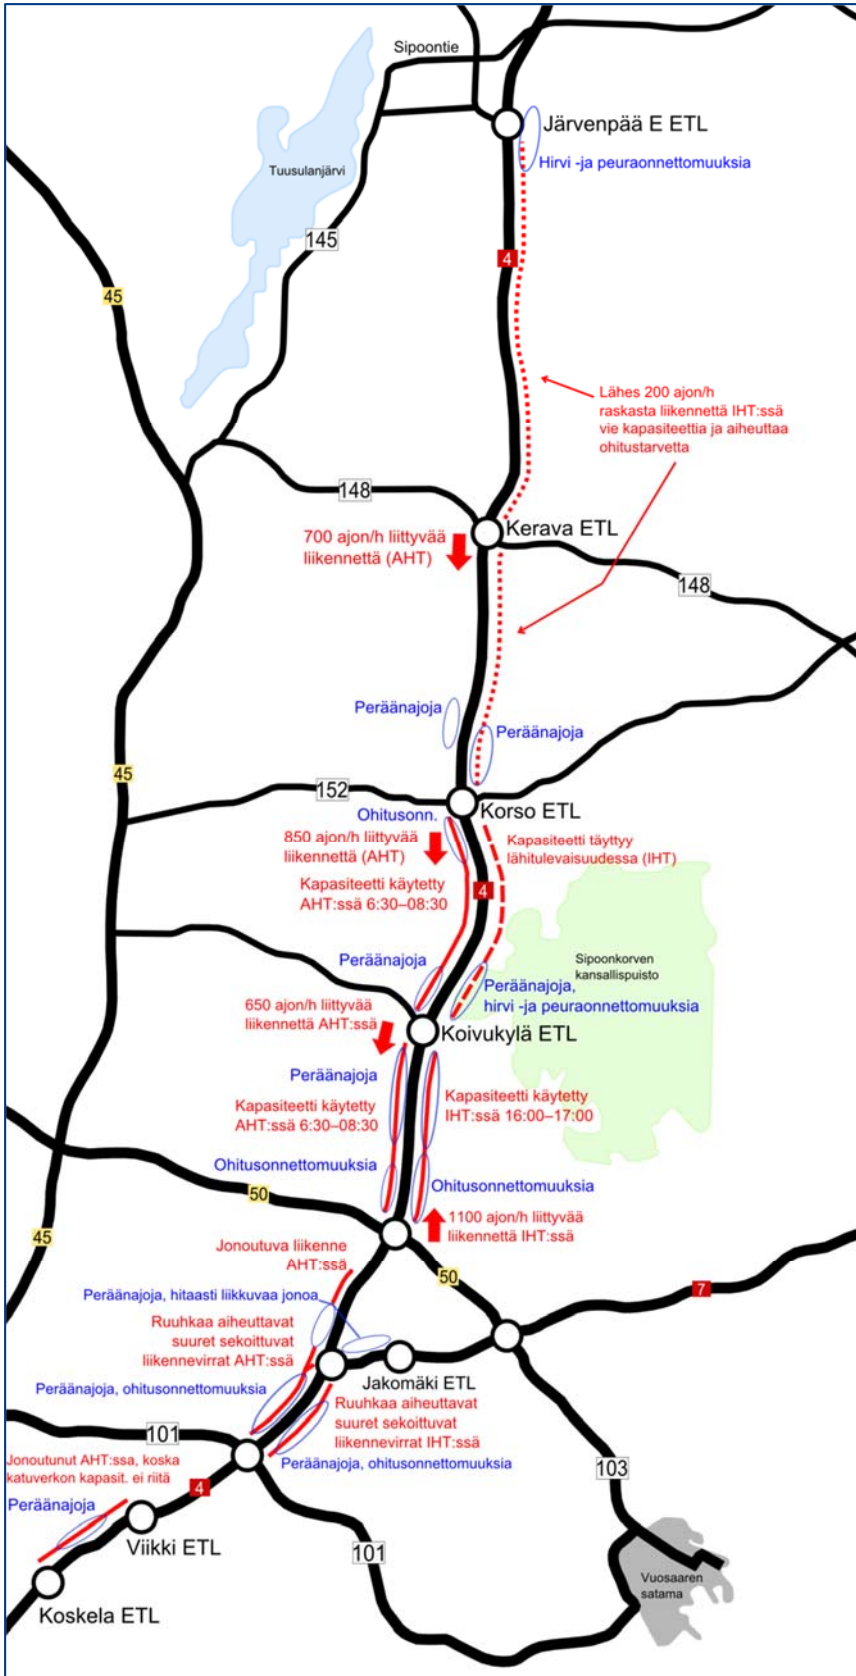 Sipoontie
Järvenpää E ETL
Hirvi -ja peuraonnettomuuksia
Tuusulanjärvi
145
4
45
Lähes 200 ajon/h
raskasta liikennettä IHT:ssä
vie kapasiteettia ja aiheuttaa
ohitustarvetta
148
Kerava ETL
700 ajon/h liittyvää
liikennettä (AHT)
148
Peräänajoja
Peräänajoja
45
152
Korso ETL
Ohitusonn.
850 ajon/h liittyvää
liikennettä (AHT)
Kapasiteetti täyttyy
lähitulevaisuudessa (IHT)
Kapasiteetti käytetty
AHT:ssä 6:30–08:30
4
Peräänajoja
Sipoonkorven
kansallispuisto
Peräänajoja,
hirvi -ja peuraonnettomuuksia
650 ajon/h liittyvää
liikennettä AHT:ssä
Koivukylä ETL
Peräänajoja
Kapasiteetti käytetty
AHT:ssä 6:30–08:30
Kapasiteetti käytetty
IHT:ssä 16:00–17:00
Ohitusonnettomuuksia
Ohitusonnettomuuksia
50
45
1100 ajon/h liittyvää
liikennettä IHT:ssä
Jonoutuva liikenne
AHT:ssä
50
7
Peräänajoja, hitaasti liikkuvaa jonoa
Ruuhkaa aiheuttavat
suuret sekoittuvat
liikennevirrat AHT:ssä
Jakomäki ETL
Peräänajoja, ohitusonnettomuuksia
Ruuhkaa aiheuttavat
suuret sekoittuvat
liikennevirrat IHT:ssä
101
Jonoutunut AHT:ssa, koska
katuverkon kapasit. ei riitä
Peräänajoja, ohitusonnettomuuksia
103
4
Peräänajoja
Viikki ETL
101
Vuosaaren
satama
Koskela ETL